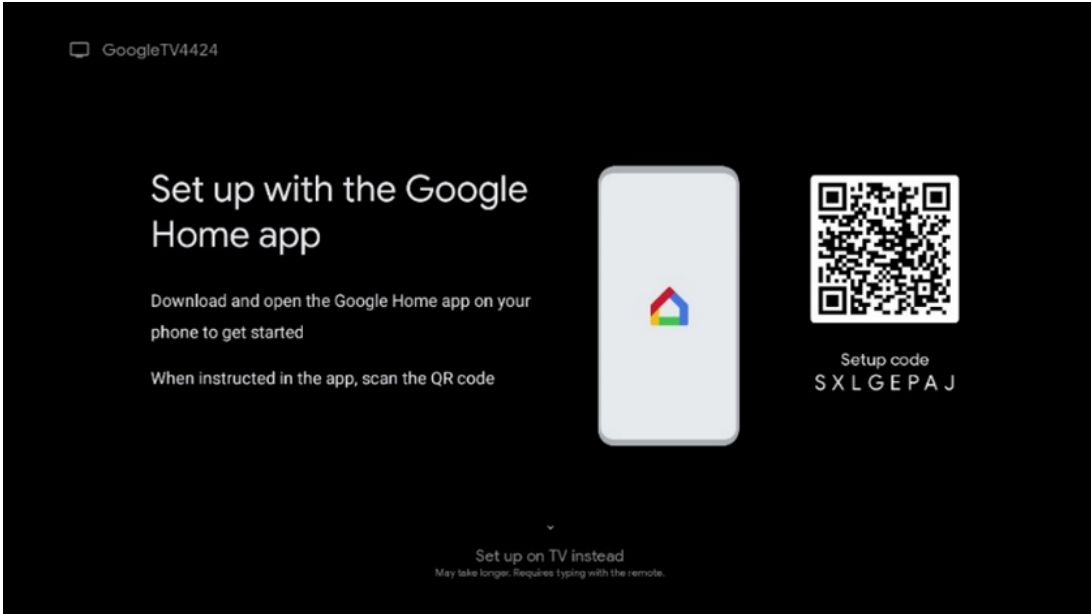 GoogleTV4424
Set up with the Google
Home app
Download and open the Google Home app on your
phone to get started
When instructed in the app, scan the QR code
Setup code
SXLGEPAJ
Set up on TV instead
May take longer. Requires typing with the remote.